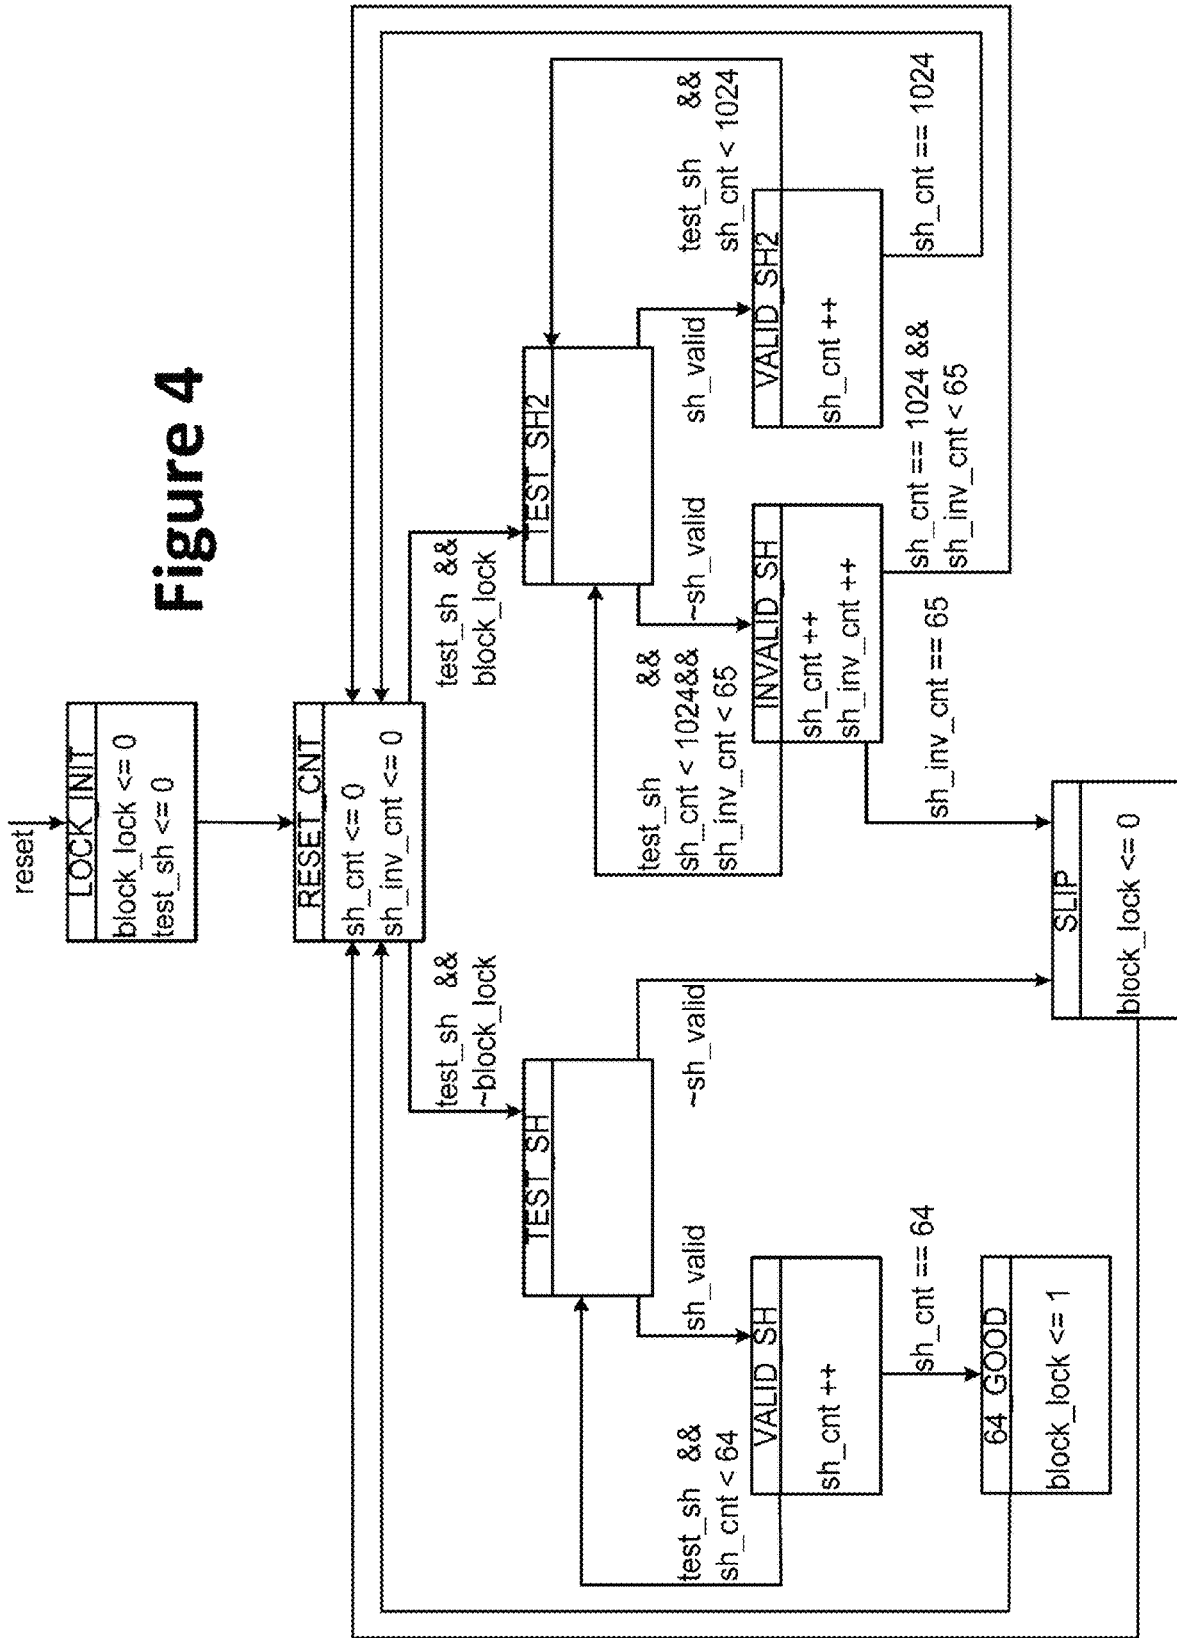 Figure 4
reset
LOCK_INIT
block_lock <= 0
test_sh <= 0
RESET_CNT
sh_cnt <= 0
sh_inv_cnt <= 0
test_sh &&
~block_lock
test_sh &&
block_lock
TEST_SH
TEST_SH2
sh_valid
~sh_valid
~sh_valid
sh_valid
test_sh &&
sh_cnt < 64
VALID_SH
sh_cnt ++
test_sh &&
sh_cnt < 1024&&
sh_inv_cnt < 65
INVALID_SH
sh_cnt ++
sh_inv_cnt ++
VALID_SH2
sh_cnt ++
test_sh &&
sh_cnt < 1024
sh_cnt == 64
sh_inv_cnt == 65
sh_cnt == 1024 &&
sh_inv_cnt < 65
sh_cnt == 1024
64_GOOD
block_lock <= 1
SLIP
block_lock <= 0